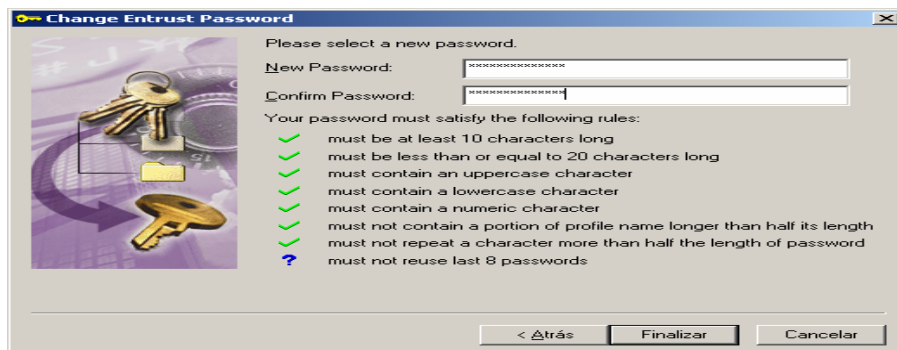 Change Entrust Password
Please select a new password.
New Password: **************
Confirm Password: **************
Your password must satisfy the following rules:
must be at least 10 characters long
must be less than or equal to 20 characters long
must contain an uppercase character
must contain a lowercase character
must contain a numeric character
must not contain a portion of profile name longer than half its length
must not repeat a character more than half the length of password
? must not reuse last 8 passwords
< Atrás Finalizar Cancelar